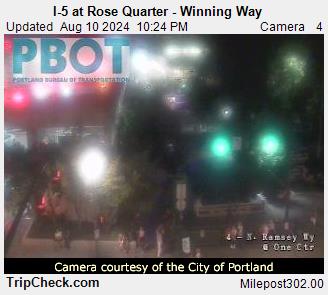 I-5 at Rose Quarter - Winning Way
Updated Aug 10 2024 10:24 PM Camera 4
PBOT
PORTLAND BUREAU OF TRANSPORTATION
4 - N. Ramsey Wy
@ One Ctr
Camera courtesy of the City of Portland
TripCheck.com Milepost302.00